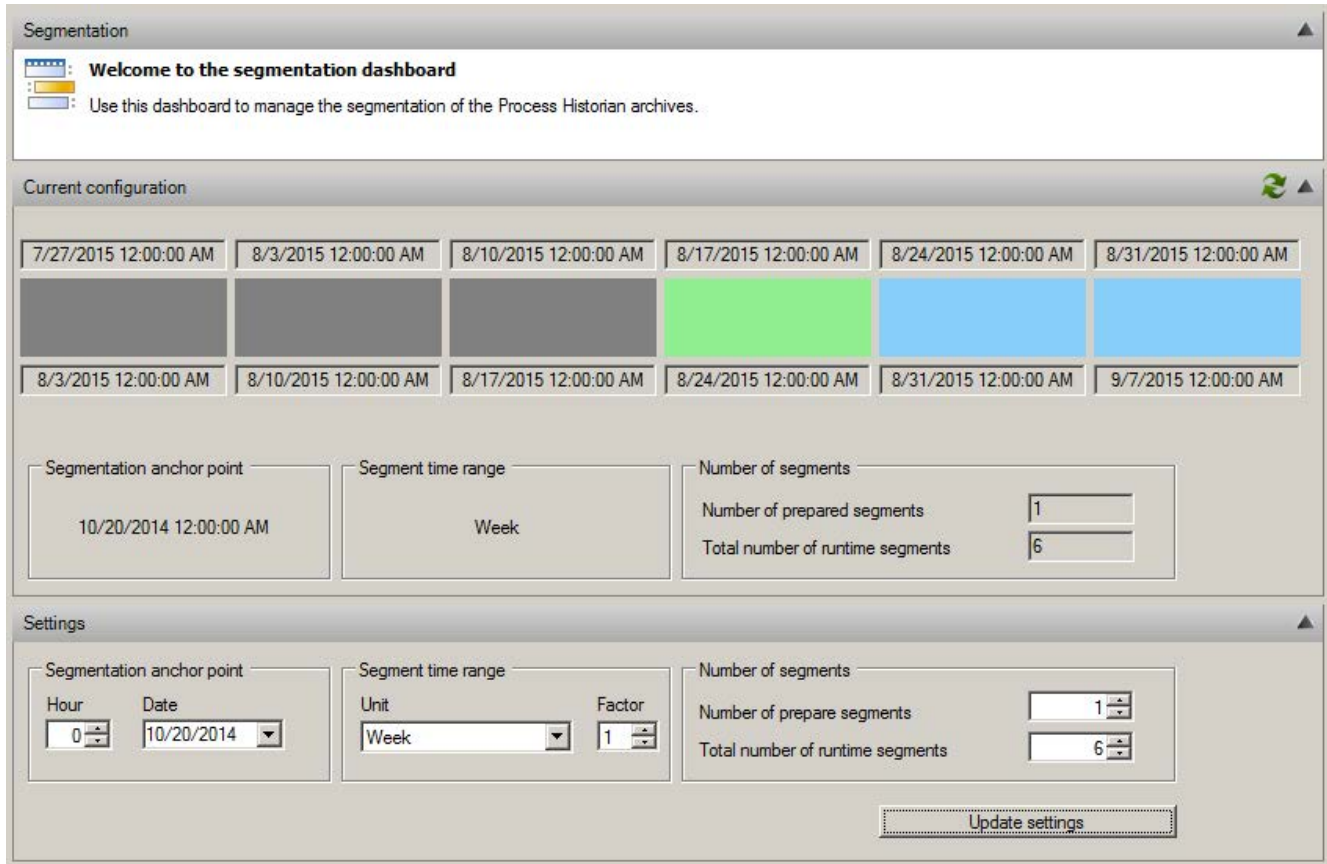 Segmentation
Welcome to the segmentation dashboard
Use this dashboard to manage the segmentation of the Process Historian archives.
Current configuration
7/27/2015 12:00:00 AM 8/3/2015 12:00:00 AM 8/10/2015 12:00:00 AM 8/17/2015 12:00:00 AM 8/24/2015 12:00:00 AM 8/31/2015 12:00:00 AM
8/3/2015 12:00:00 AM 8/10/2015 12:00:00 AM 8/17/2015 12:00:00 AM 8/24/2015 12:00:00 AM 8/31/2015 12:00:00 AM 9/7/2015 12:00:00 AM
Segmentation anchor point Segment time range Number of segments
Number of prepared segments 1
10/20/2014 12:00:00 AM Week
Total number of runtime segments 6
Settings
Segmentation anchor point Segment time range Number of segments
Hour Date Unit Factor
Number of prepare segments 1
0 10/20/2014 Week 1
Total number of runtime segments 6
Update settings